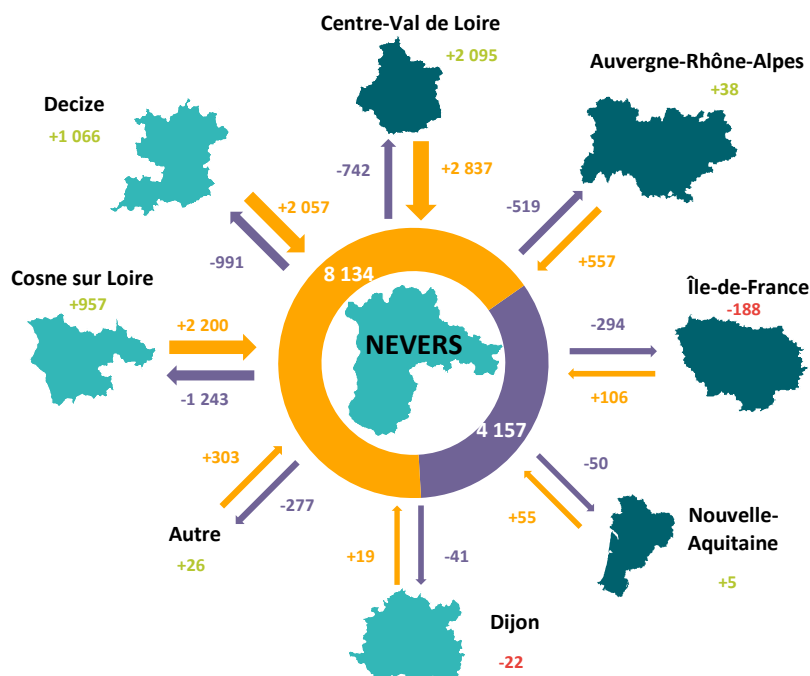 Centre-Val de Loire
+2 095
Auvergne-Rhône-Alpes
+38
Decize
+1 066
-742
+2 837
+2 057
-991
-519
+557
8 134
Cosne sur Loire
+957
Île-de-France
-188
+2 200
-1 243
NEVERS
-294
+106
4 157
+303
-277
-50
+55
Autre
+26
Nouvelle-
Aquitaine
+5
+19
-41
Dijon
-22